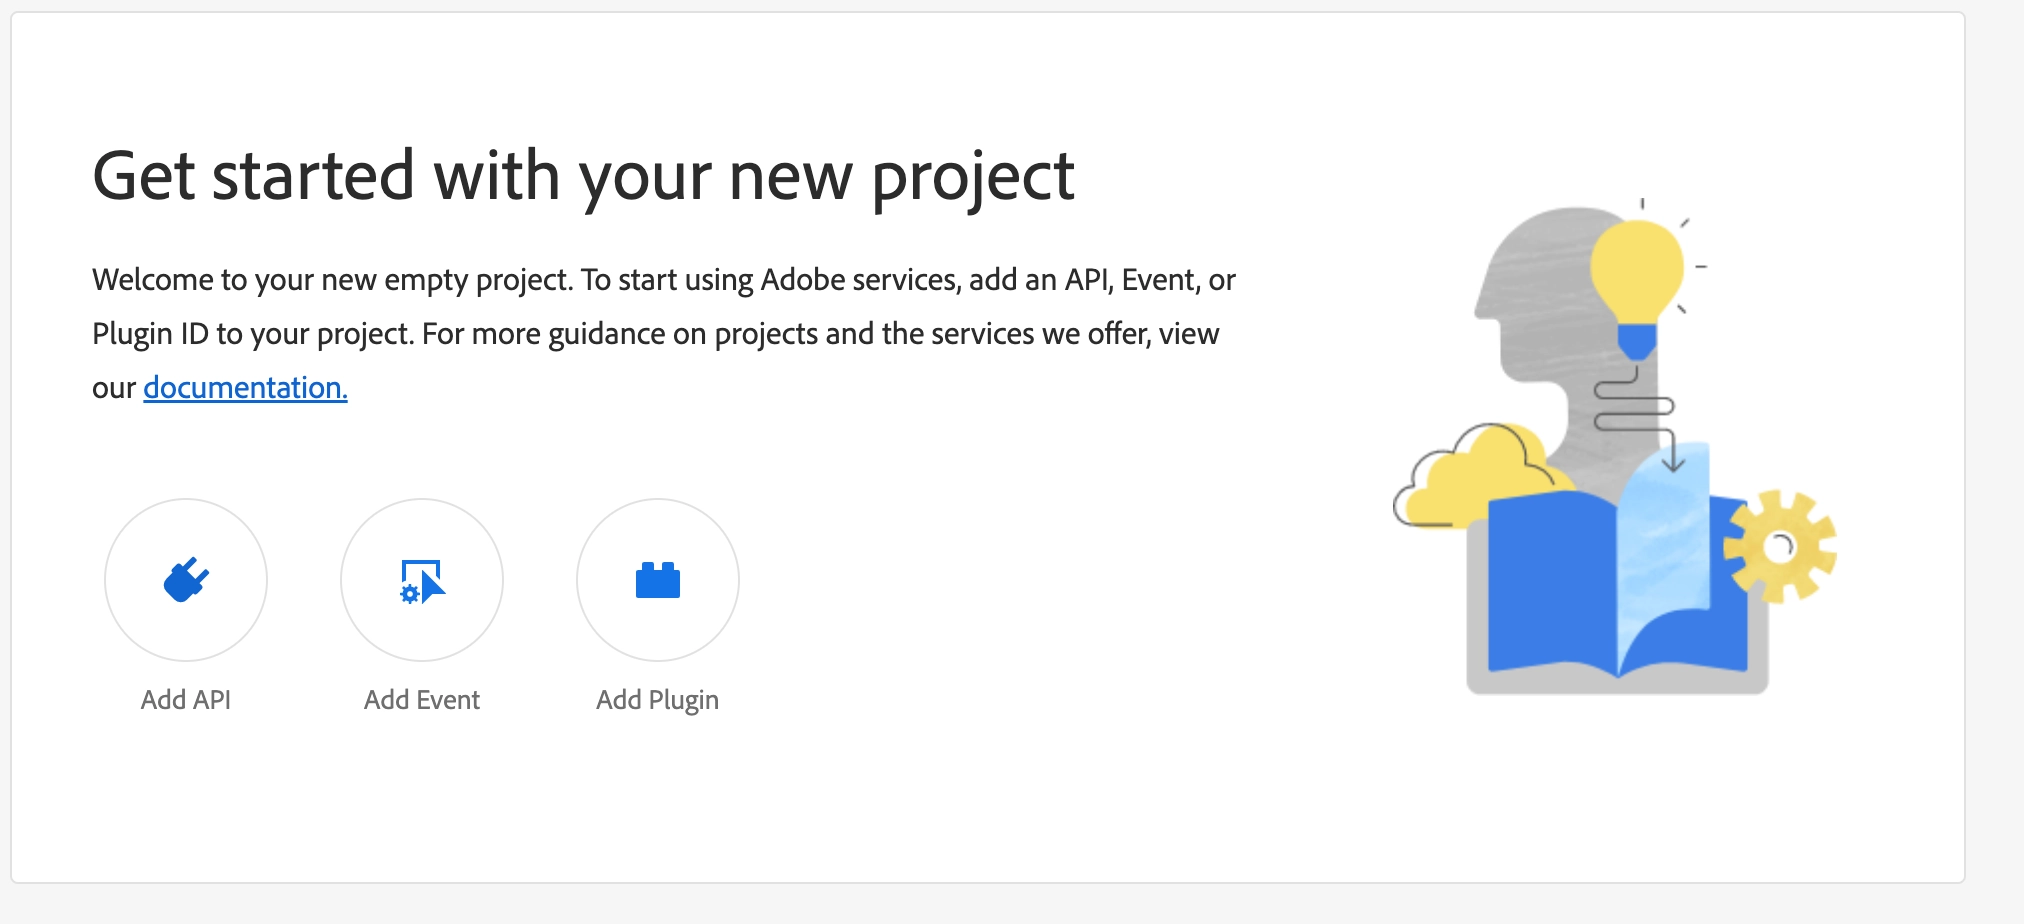 Get started with your new project
Welcome to your new empty project. To start using Adobe services, add an API, Event, or
Plugin ID to your project. For more guidance on projects and the services we offer, view
our documentation.
Add API
Add Event
Add Plugin